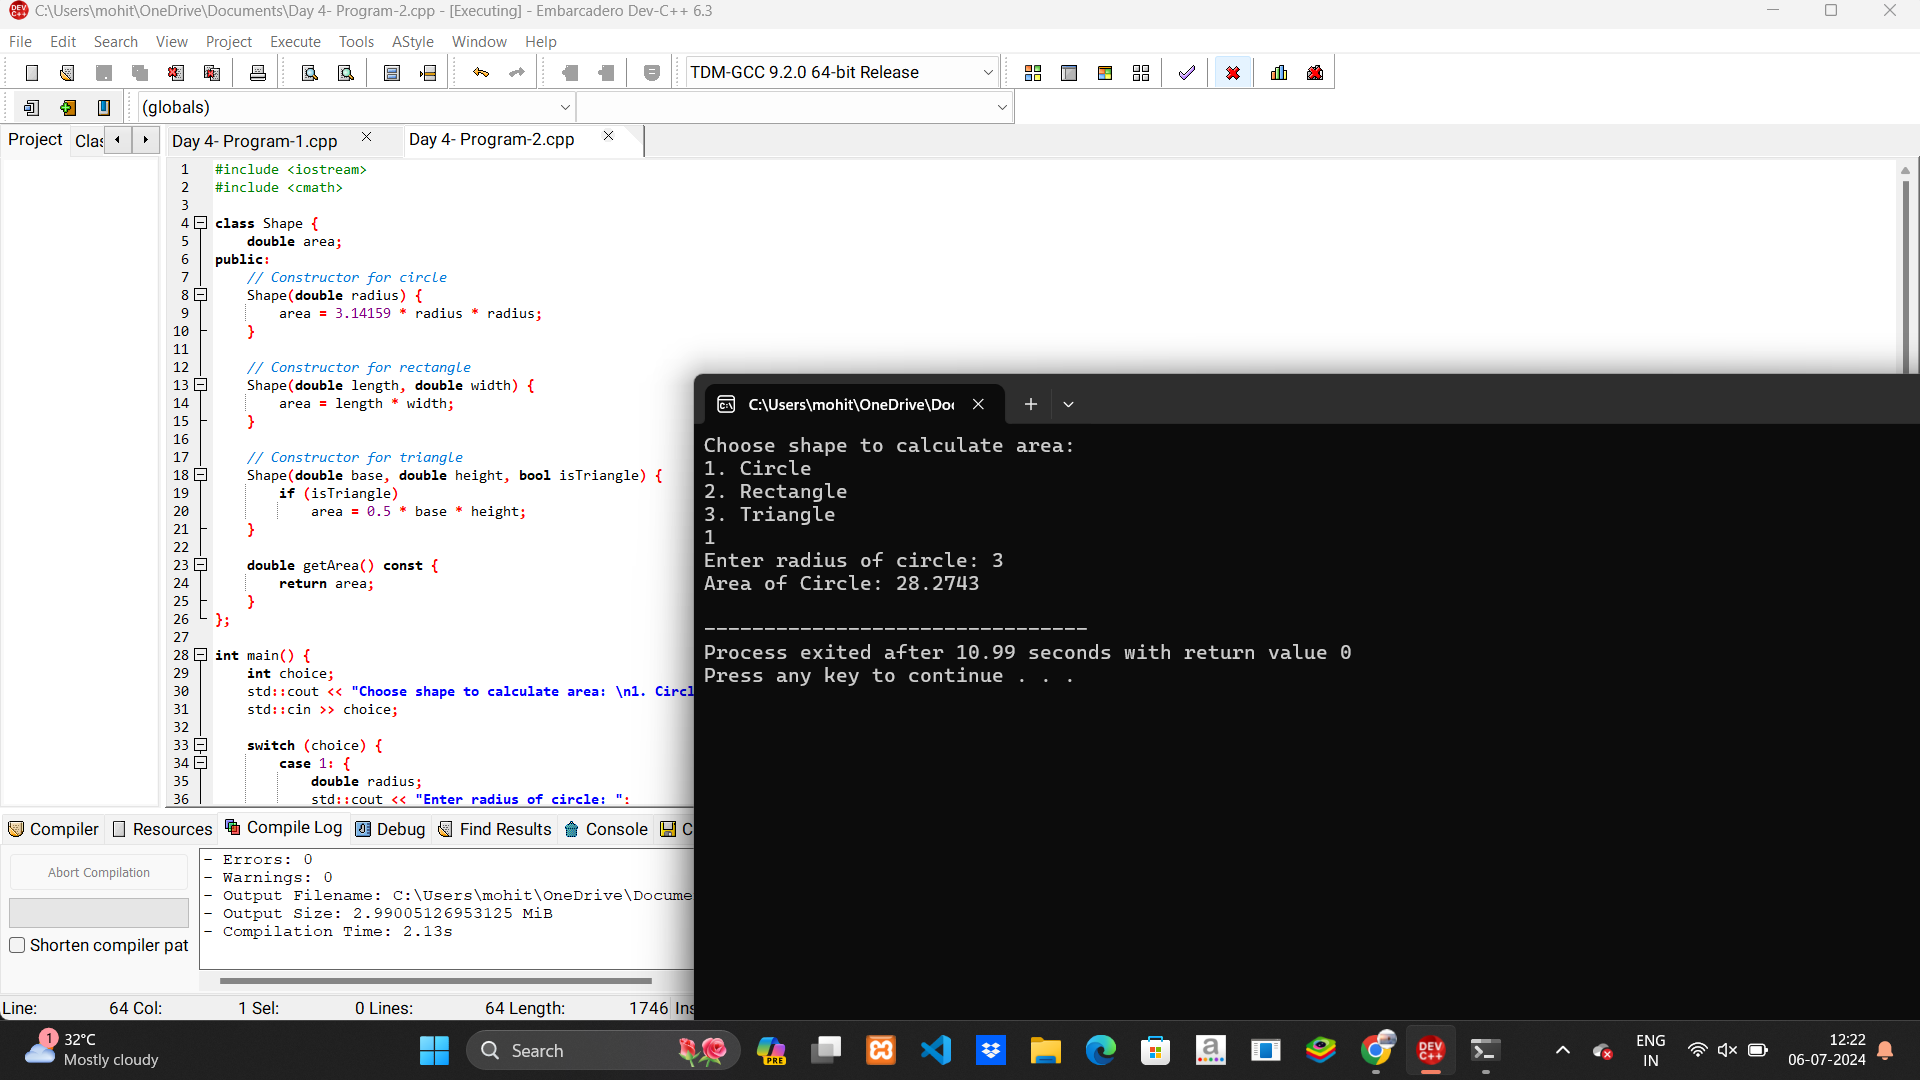 C:\Users\mohit\OneDrive\Documents\Day 4- Program-2.cpp - [Executing] - Embarcadero Dev-C++ 6.3
File Edit Search View Project Execute Tools AStyle Window Help
TDM-GCC 9.2.0 64-bit Release
(globals)
Project Clas Day 4- Program-1.cpp Day 4- Program-2.cpp
1 #include <iostream>
2 #include <cmath>
3
4 class Shape {
5 double area;
6 public:
7 // Constructor for circle
8 Shape(double radius) {
9 area = 3.14159 * radius * radius;
10 }
11
12 // Constructor for rectangle
13 Shape(double length, double width) {
14 area = length * width;
15 }
16
17 // Constructor for triangle
18 Shape(double base, double height, bool isTriangle) {
19 if (isTriangle)
20 area = 0.5 * base * height;
21 }
22
23 double getArea() const {
24 return area;
25 }
26 };
27
28 int main() {
29 int choice;
30 std::cout << "Choose shape to calculate area: \n1. Circl
31 std::cin >> choice;
32
33 switch (choice) {
34 case 1: {
35 double radius;
36 std::cout << "Enter radius of circle: ";
C:\Users\mohit\OneDrive\Doc
Choose shape to calculate area:
1. Circle
2. Rectangle
3. Triangle
1
Enter radius of circle: 3
Area of Circle: 28.2743
--------------------------------
Process exited after 10.99 seconds with return value 0
Press any key to continue . . .
Compiler Resources Compile Log Debug Find Results Console C
Abort Compilation
Shorten compiler pat
- Errors: 0
- Warnings: 0
- Output Filename: C:\Users\mohit\OneDrive\Docume
- Output Size: 2.99005126953125 MiB
- Compilation Time: 2.13s
Line: 64 Col: 1 Sel: 0 Lines: 64 Length: 1746 Ins
1
32°C
Mostly cloudy
Search
PRE
DEV
C++
ENG
IN
12:22
06-07-2024